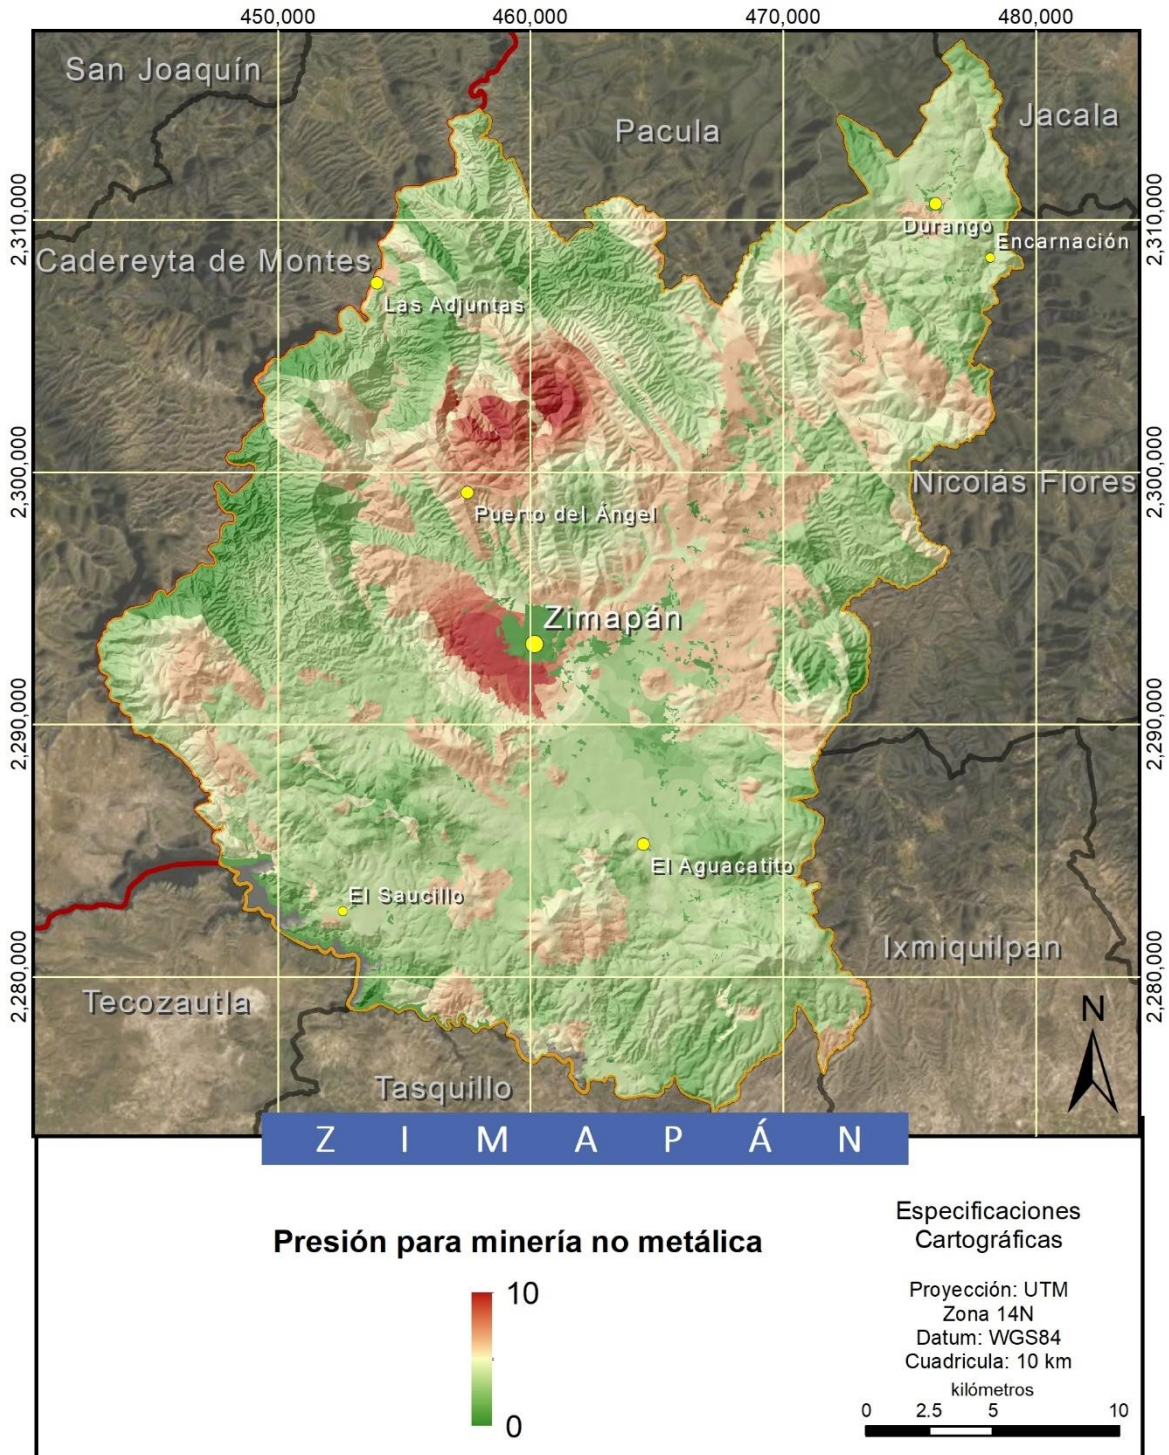 450,000
460,000
470,000
480,000
San Joaquín
Pacula
Jacala
2,310,000
2,310,000
Durango
Encarnación
Cadereyta de Montes
Las Adjuntas
2,300,000
2,300,000
Nicolás Flores
Puerto del Ángel
Zimapán
2,290,000
2,290,000
El Aguacatito
El Saucillo
Ixmiquilpan
2,280,000
2,280,000
Tecozautla
N
Tasquillo
Z I M A P Á N
Presión para minería no metálica
10
0
Especificaciones
Cartográficas
Proyección: UTM
Zona 14N
Datum: WGS84
Cuadricula: 10 km
kilómetros
0 2.5 5 10